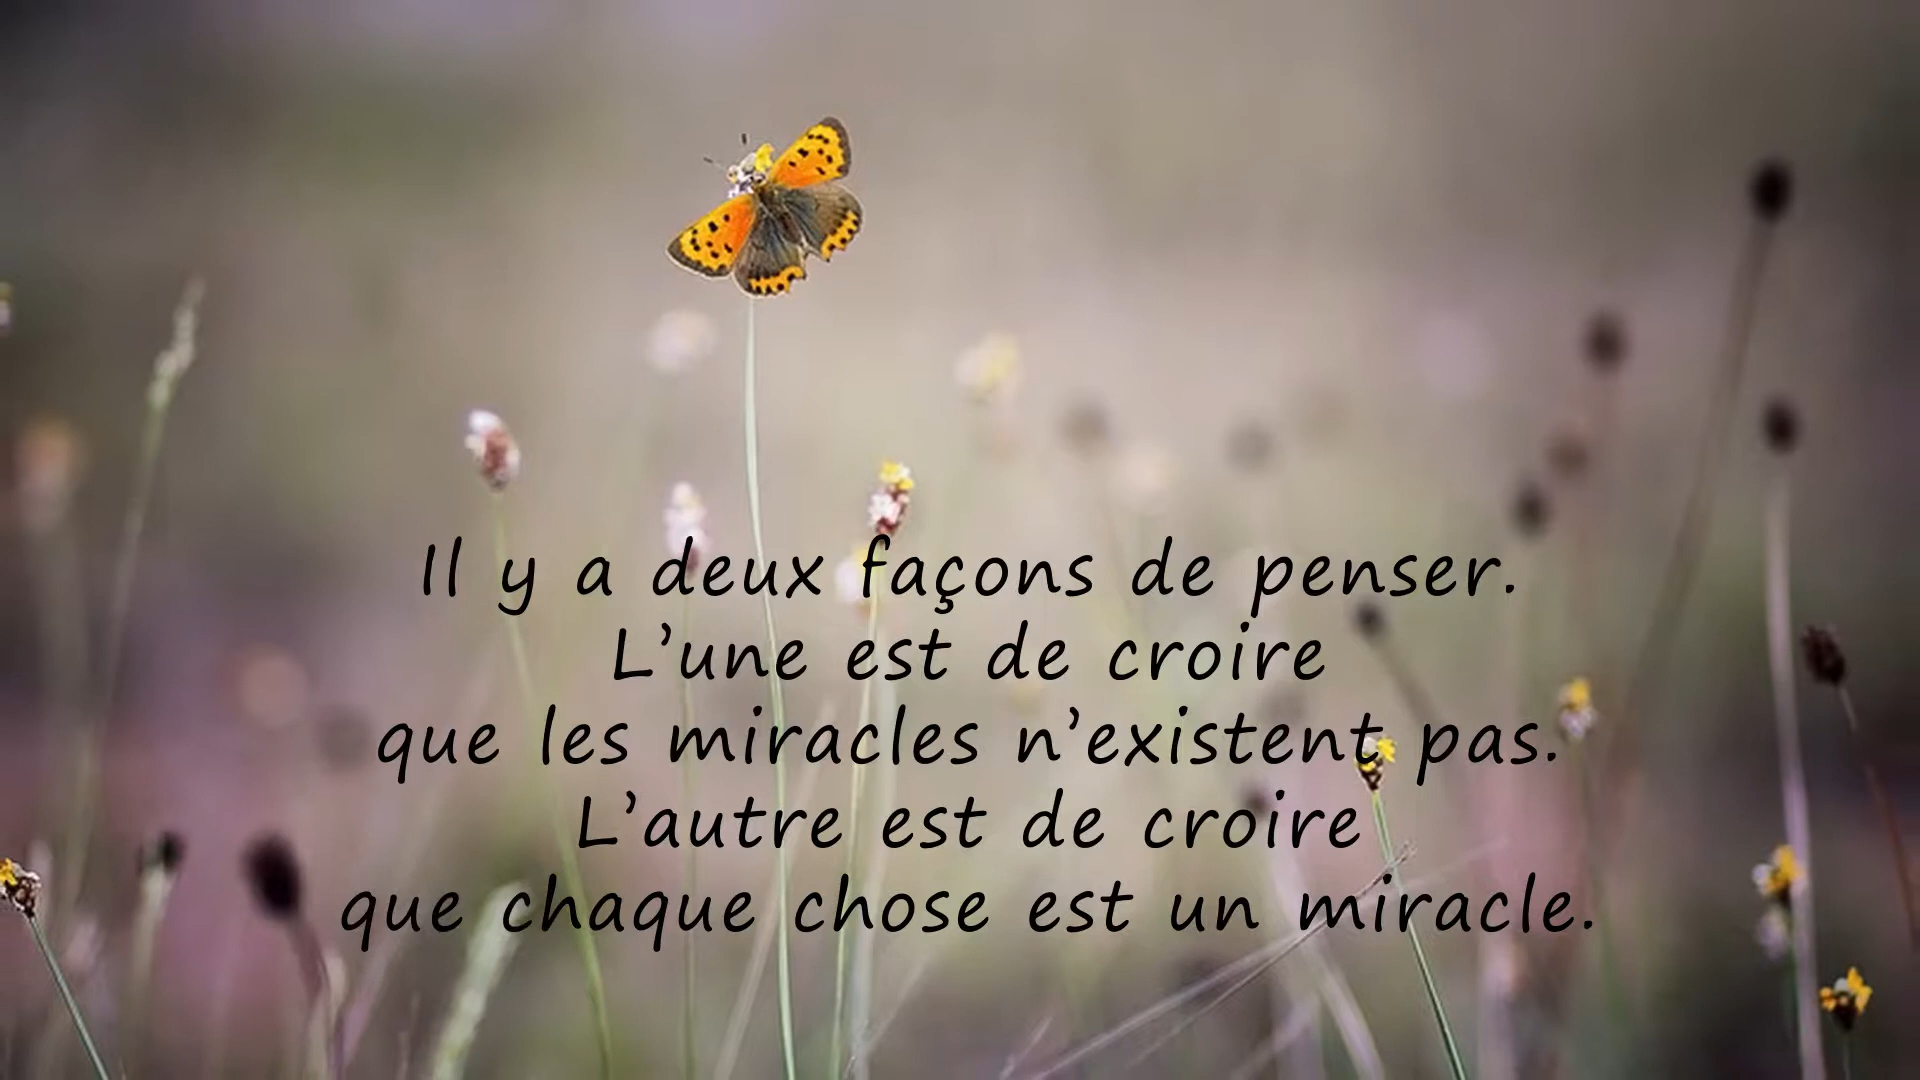 Il y a deux façons de penser.
L’une est de croire
que les miracles n’existent pas.
L’autre est de croire
que chaque chose est un miracle.